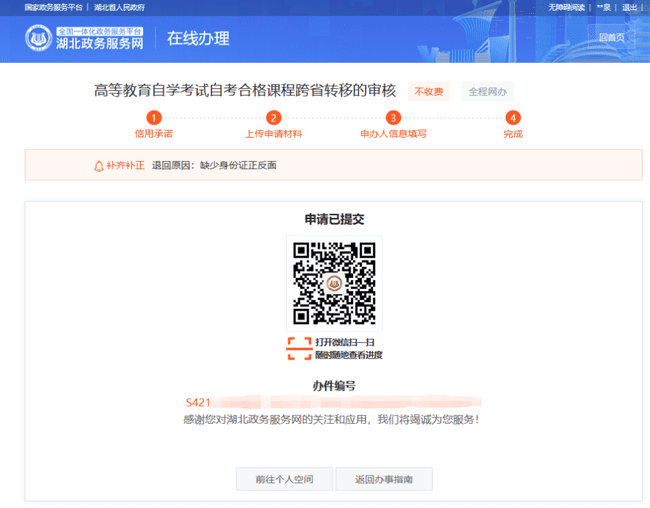 国家政务服务平台 | 湖北省人民政府 无障碍阅读 | **泉 | 退出 |
全国一体化政务服务平台
湖北政务服务网 在线办理 回首页
高等教育自学考试自考合格课程跨省转移的审核 不收费 全程网办
1 2 3 4
信用承诺 上传申请材料 申办人信息填写 完成
补齐补正 退回原因：缺少身份证正反面
申请已提交
打开微信扫一扫
随时随地查看进度
办件编号
S421
感谢您对湖北政务服务网的关注和应用，我们将竭诚为您服务！
前往个人空间 返回办事指南